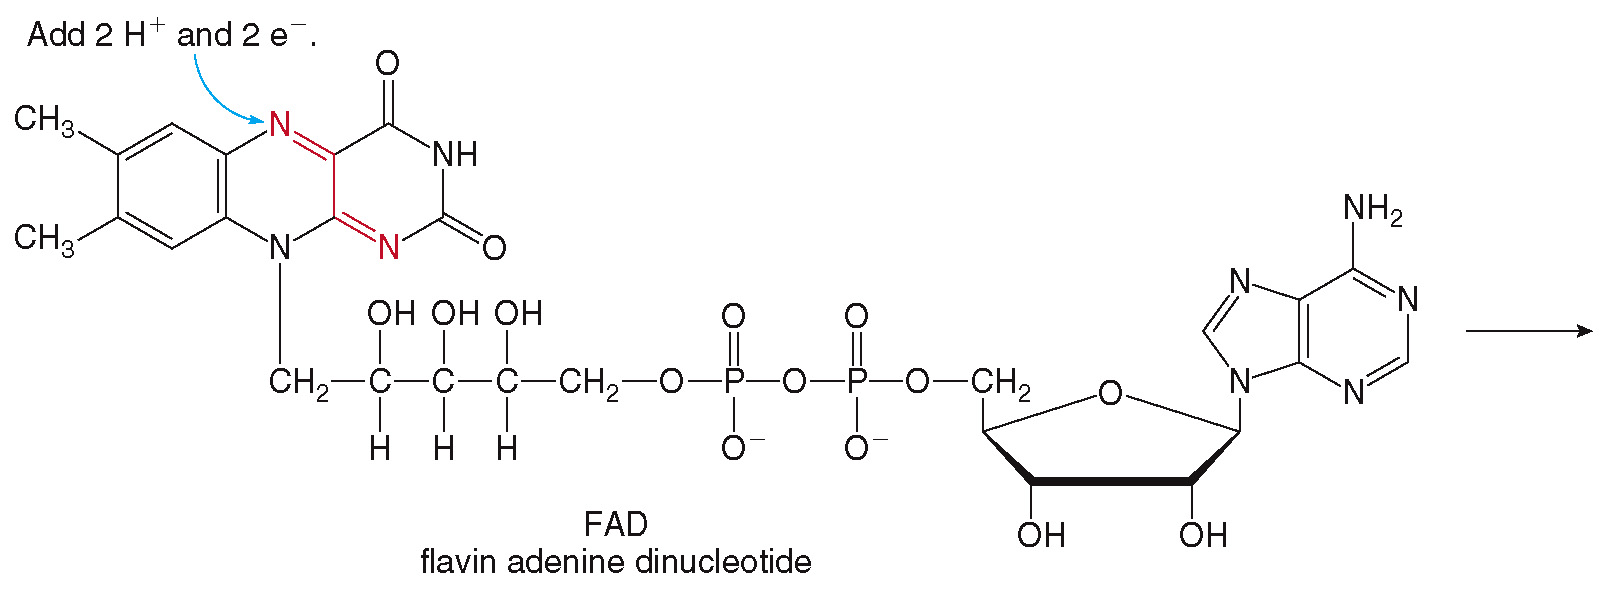 Add 2 H⁺ and 2 e⁻.
O
CH₃ N
NH
CH₃ N N O
NH₂
OH OH OH O O N N
CH₂ C C C CH₂ O P O P O CH₂ O N N
H H H O⁻ O⁻
FAD OH OH
flavin adenine dinucleotide